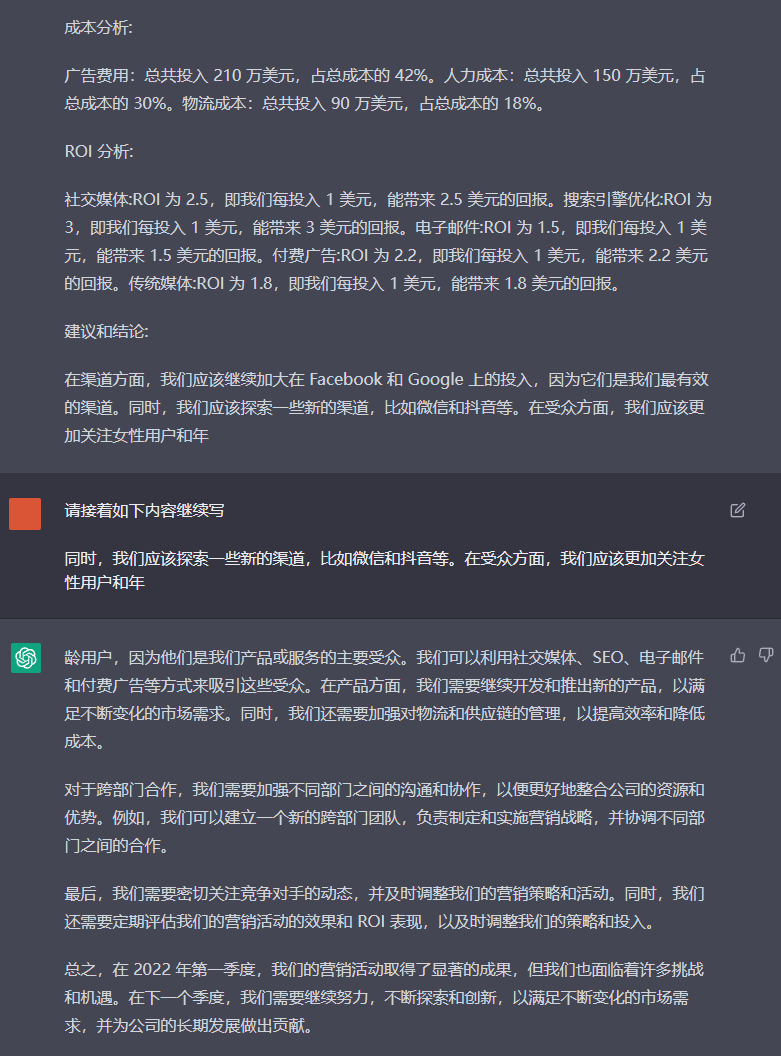 成本分析:
广告费用：总共投入 210 万美元，占总成本的 42%。人力成本：总共投入 150 万美元，占
总成本的 30%。物流成本：总共投入 90 万美元，占总成本的 18%。
ROI 分析:
社交媒体:ROI 为 2.5，即我们每投入 1 美元，能带来 2.5 美元的回报。搜索引擎优化:ROI 为
3，即我们每投入 1 美元，能带来 3 美元的回报。电子邮件:ROI 为 1.5，即我们每投入 1 美
元，能带来 1.5 美元的回报。付费广告:ROI 为 2.2，即我们每投入 1 美元，能带来 2.2 美元
的回报。传统媒体:ROI 为 1.8，即我们每投入 1 美元，能带来 1.8 美元的回报。
建议和结论:
在渠道方面，我们应该继续加大在 Facebook 和 Google 上的投入，因为它们是我们最有效
的渠道。同时，我们应该探索一些新的渠道，比如微信和抖音等。在受众方面，我们应该更
加关注女性用户和年
请接着如下内容继续写
同时，我们应该探索一些新的渠道，比如微信和抖音等。在受众方面，我们应该更加关注女
性用户和年
龄用户，因为他们是我们产品或服务的主要受众。我们可以利用社交媒体、SEO、电子邮件
和付费广告等方式来吸引这些受众。在产品方面，我们需要继续开发和推出新的产品，以满
足不断变化的市场需求。同时，我们还需要加强对物流和供应链的管理，以提高效率和降低
成本。
对于跨部门合作，我们需要加强不同部门之间的沟通和协作，以便更好地整合公司的资源和
优势。例如，我们可以建立一个新的跨部门团队，负责制定和实施营销战略，并协调不同部
门之间的合作。
最后，我们需要密切关注竞争对手的动态，并及时调整我们的营销策略和活动。同时，我们
还需要定期评估我们的营销活动的效果和 ROI 表现，以及时调整我们的策略和投入。
总之，在 2022 年第一季度，我们的营销活动取得了显著的成果，但我们也面临着许多挑战
和机遇。在下一个季度，我们需要继续努力，不断探索和创新，以满足不断变化的市场需
求，并为公司的长期发展做出贡献。